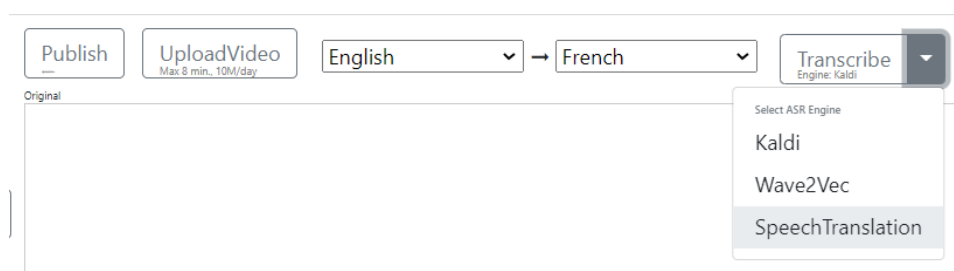 Publish
UploadVideo
Max 8 min., 10M/day
English
→
French
Transcribe
Engine: Kaldi
Original
Select ASR Engine
Kaldi
Wave2Vec
SpeechTranslation